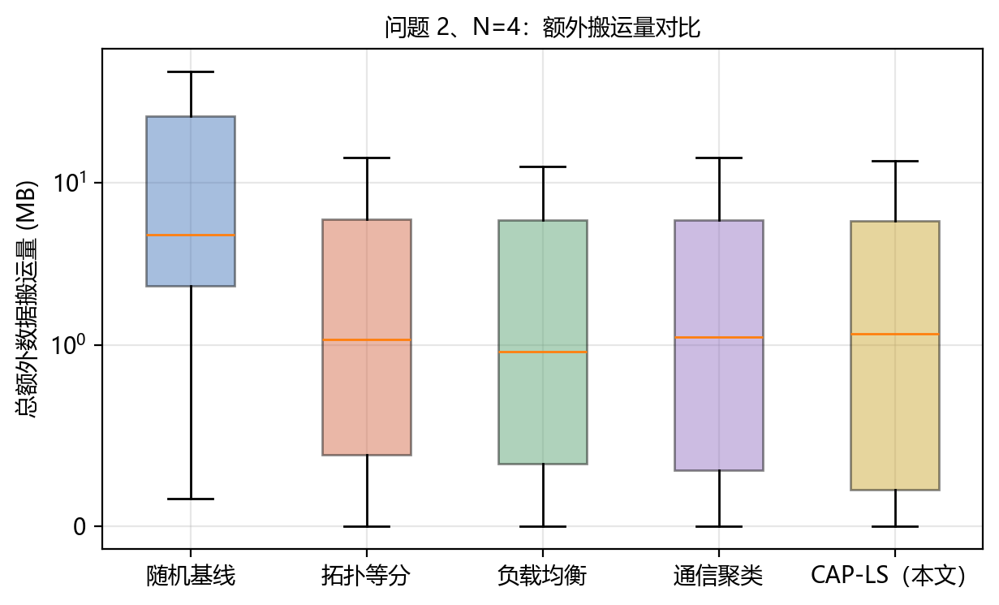 问题 2、N=4：额外搬运量对比
总额外数据搬运量 (MB)
10¹
10⁰
0
随机基线
拓扑等分
负载均衡
通信聚类
CAP-LS（本文）